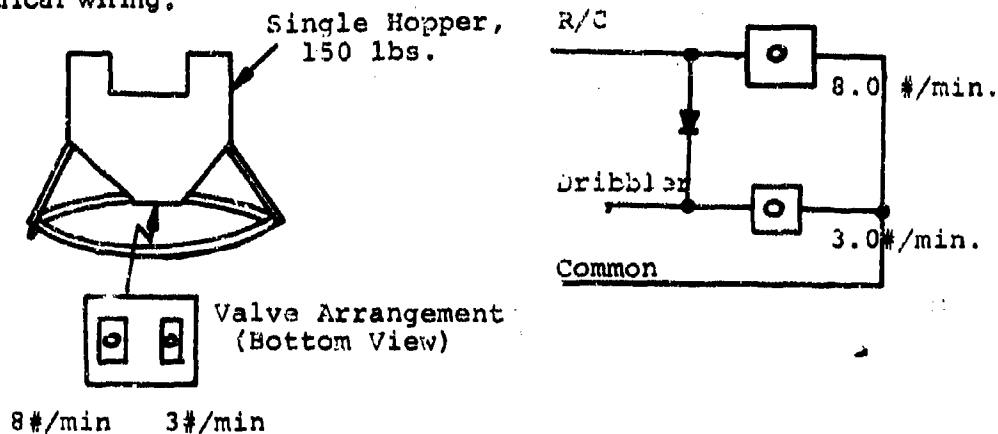 wiring.
Single Hopper,
150 lbs.
R/C
8.0 #/min.
Dribbler
3.0#/min.
Common
Valve Arrangement
(Bottom View)
8#/min 3#/min